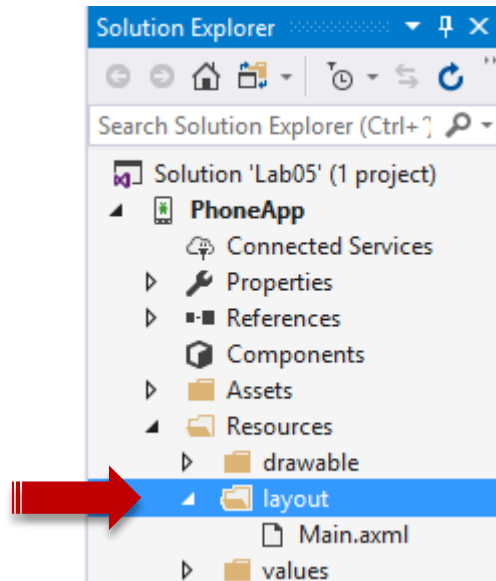 Solution Explorer
Search Solution Explorer (Ctrl+
Solution 'Lab05' (1 project)
PhoneApp
Connected Services
Properties
References
Components
Assets
Resources
drawable
layout
Main.axml
values